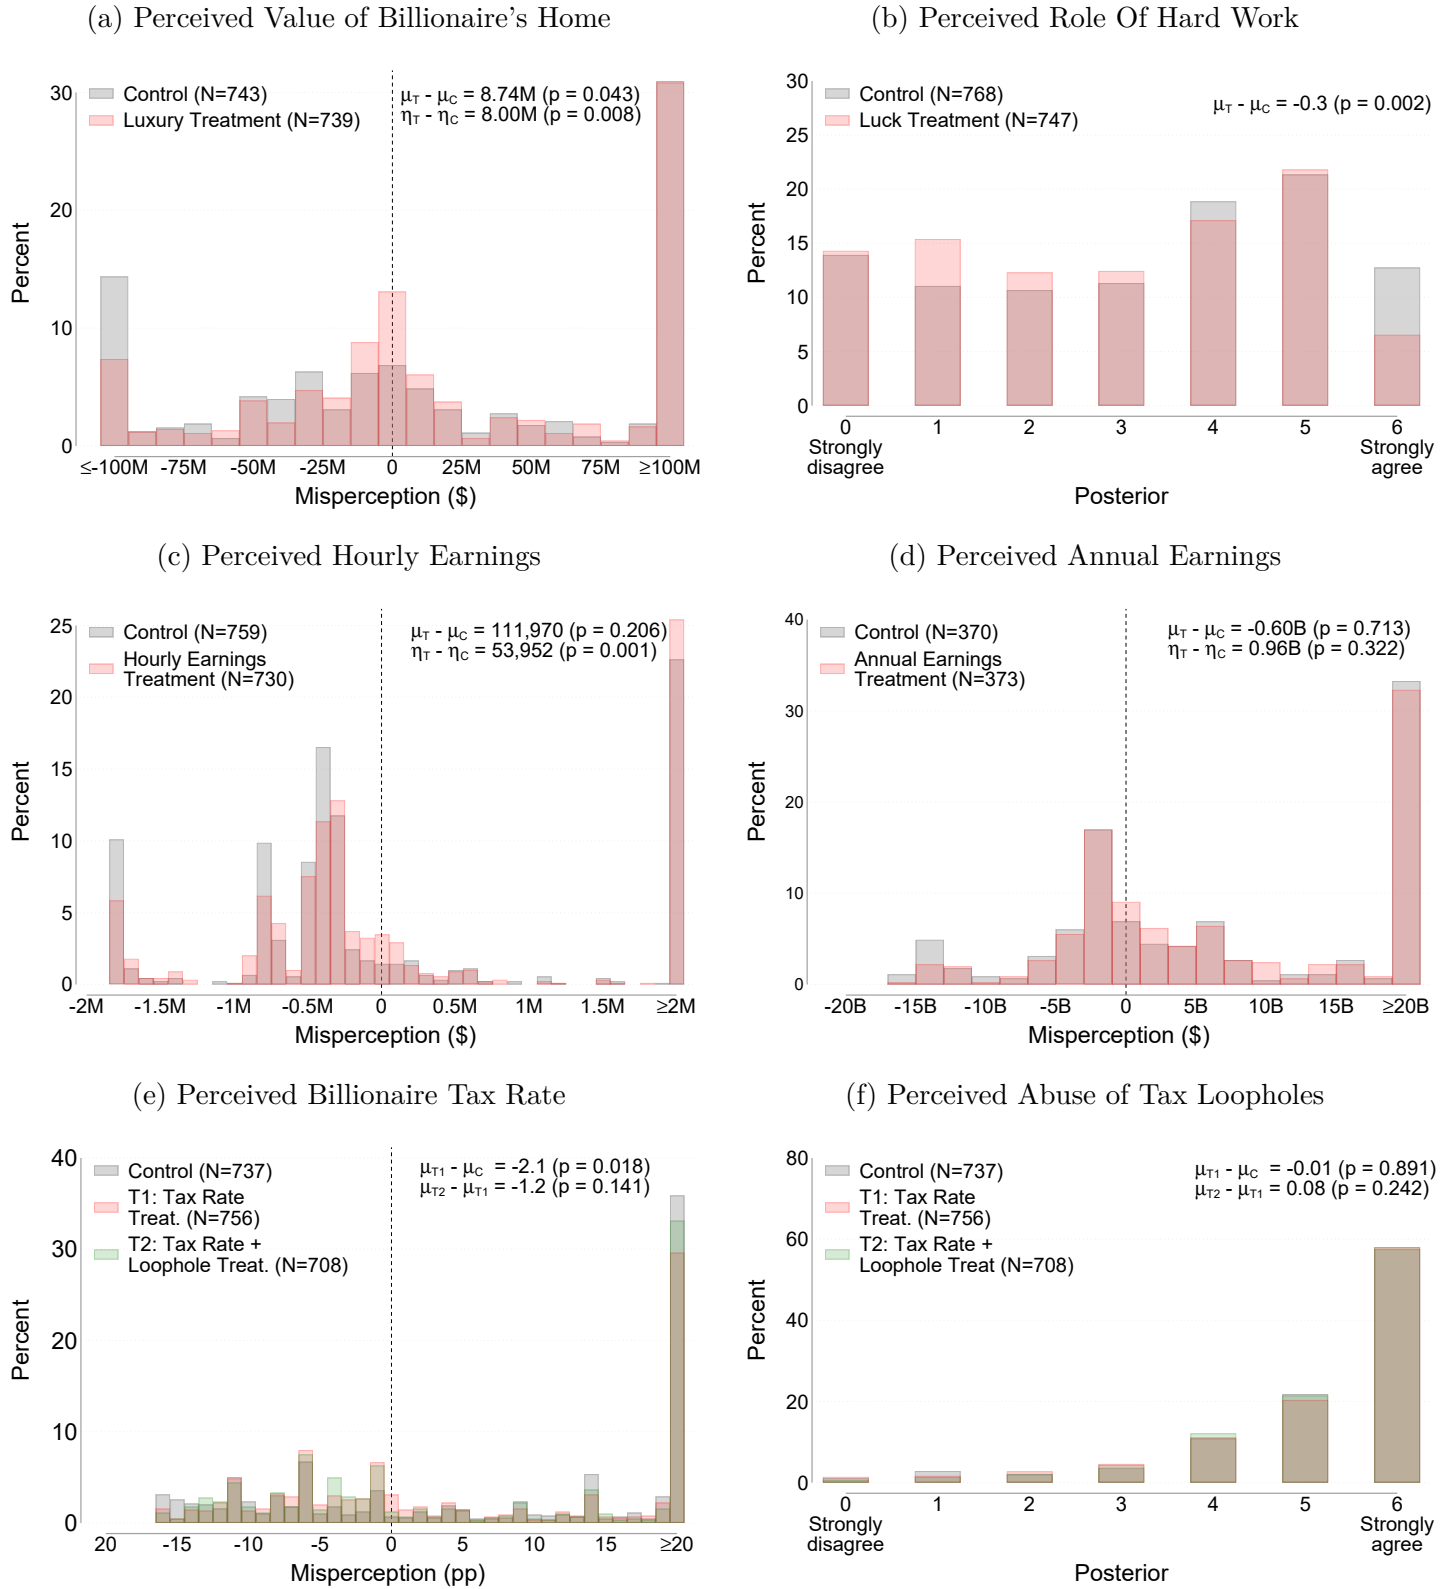 (a) Perceived Value of Billionaire's Home
30
20
10
0
Percent
Control (N=743)
Luxury Treatment (N=739)
μT - μC = 8.74M (p = 0.043)
ηT - ηC = 8.00M (p = 0.008)
≤-100M -75M -50M -25M 0 25M 50M 75M ≥100M
Misperception ($)
(b) Perceived Role Of Hard Work
30
25
20
15
10
5
0
Percent
Control (N=768)
Luck Treatment (N=747)
μT - μC = -0.3 (p = 0.002)
0 1 2 3 4 5 6
Strongly Strongly
disagree agree
Posterior
(c) Perceived Hourly Earnings
25
20
15
10
5
0
Percent
Control (N=759)
Hourly Earnings
Treatment (N=730)
μT - μC = 111,970 (p = 0.206)
ηT - ηC = 53,952 (p = 0.001)
-2M -1.5M -1M -0.5M 0 0.5M 1M 1.5M ≥2M
Misperception ($)
(d) Perceived Annual Earnings
40
30
20
10
0
Percent
Control (N=370)
Annual Earnings
Treatment (N=373)
μT - μC = -0.60B (p = 0.713)
ηT - ηC = 0.96B (p = 0.322)
-20B -15B -10B -5B 0 5B 10B 15B ≥20B
Misperception ($)
(e) Perceived Billionaire Tax Rate
40
30
20
10
0
Percent
Control (N=737)
T1: Tax Rate
Treat. (N=756)
T2: Tax Rate +
Loophole Treat. (N=708)
μT1 - μC = -2.1 (p = 0.018)
μT2 - μT1 = -1.2 (p = 0.141)
20 -15 -10 -5 0 5 10 15 ≥20
Misperception (pp)
(f) Perceived Abuse of Tax Loopholes
80
60
40
20
0
Percent
Control (N=737)
T1: Tax Rate
Treat. (N=756)
T2: Tax Rate +
Loophole Treat (N=708)
μT1 - μC = -0.01 (p = 0.891)
μT2 - μT1 = 0.08 (p = 0.242)
0 1 2 3 4 5 6
Strongly Strongly
disagree agree
Posterior